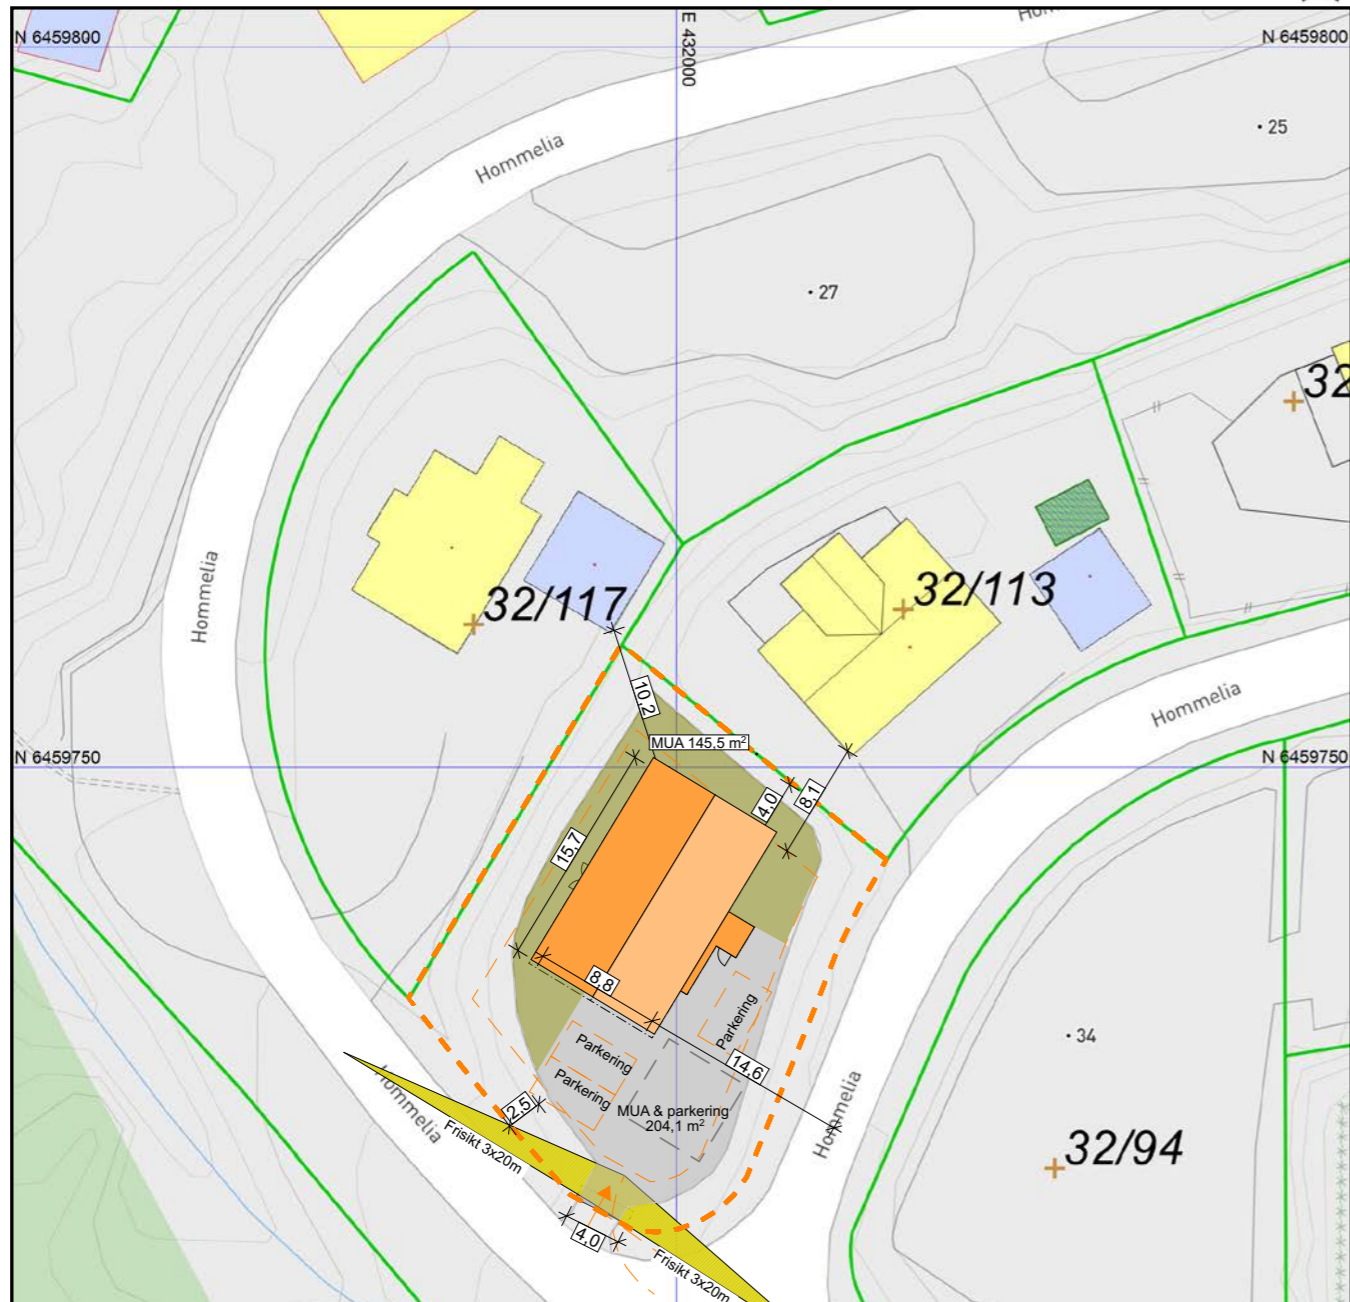 N 6459800
E 432000
Hommelia
N 6459800
25
Hommelia
27
32
32/117
32/113
Hommelia
Hommelia
10,2
MUA 145,5 m²
N 6459750
N 6459750
4,0
8,1
15,7
8,8
Parkering
34
Parkering
14,6
Parkering
MUA & parkering
204,1 m²
Hommelia
Hommelia
2,5
Frisikt 3x20m
32/94
4,0
Frisikt 3x20m